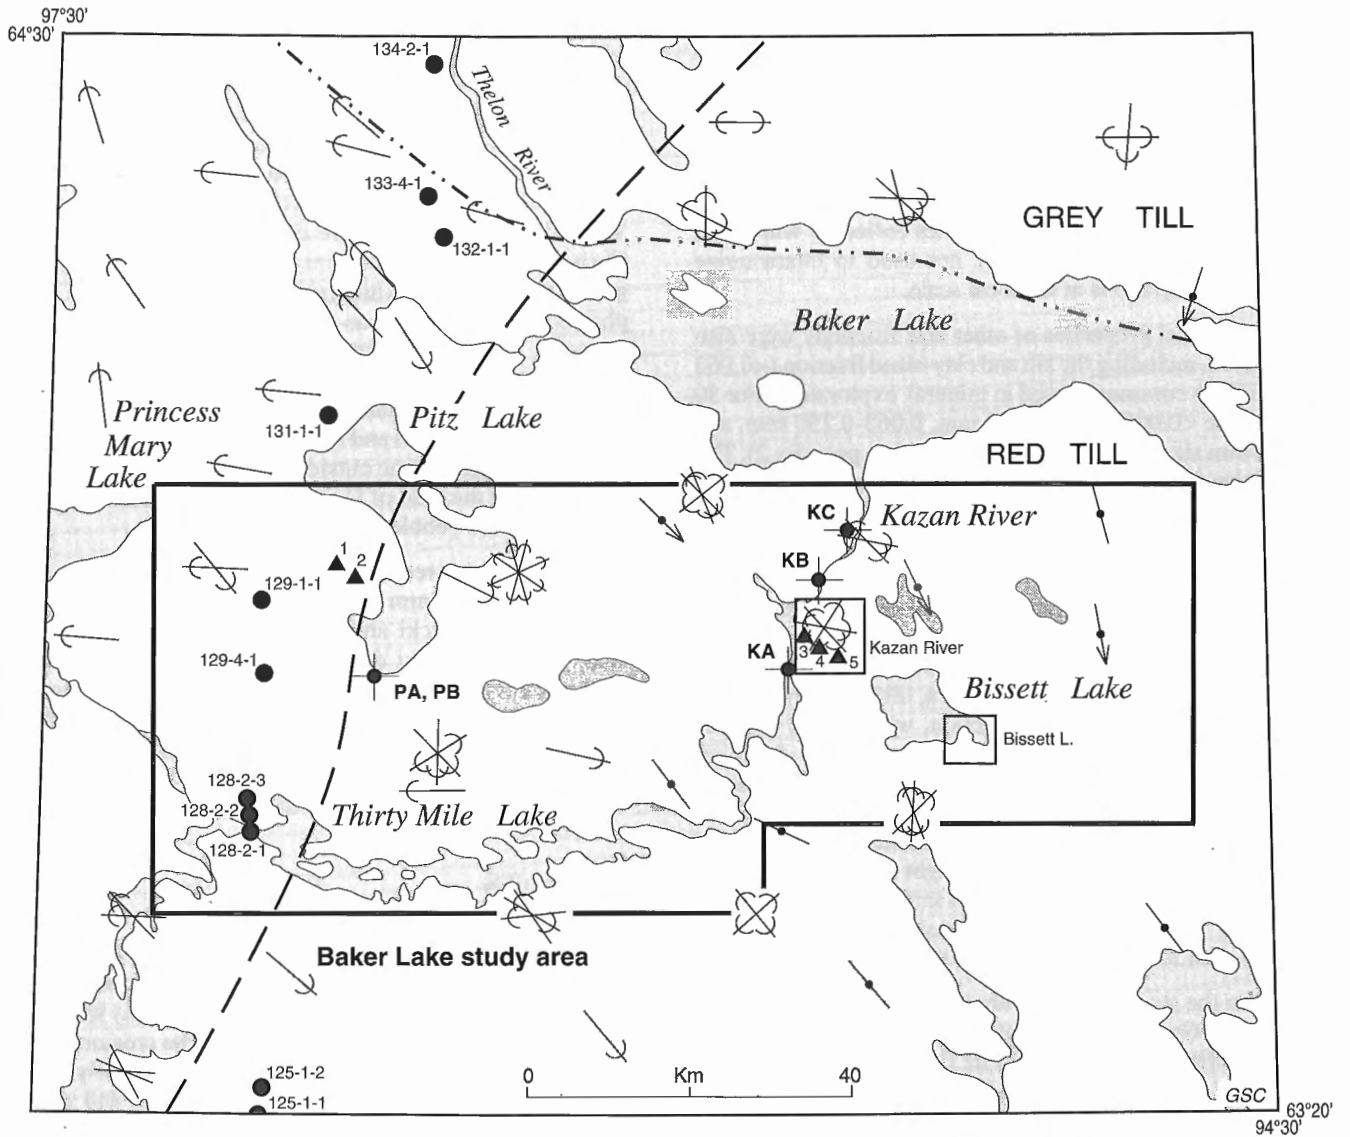 97°30'
64°30'
134-2-1
Thelon
River
133-4-1
132-1-1
GREY TILL
Baker Lake
Princess
Mary
Lake
131-1-1
Pitz Lake
RED TILL
KC
Kazan River
1
2
KB
129-1-1
3
4
5
Kazan River
KA
129-4-1
PA, PB
Bissett Lake
Bissett L.
128-2-3
128-2-2
128-2-1
Thirty Mile Lake
Baker Lake study area
125-1-2
125-1-1
0 Km 40
GSC
63°20'
94°30'